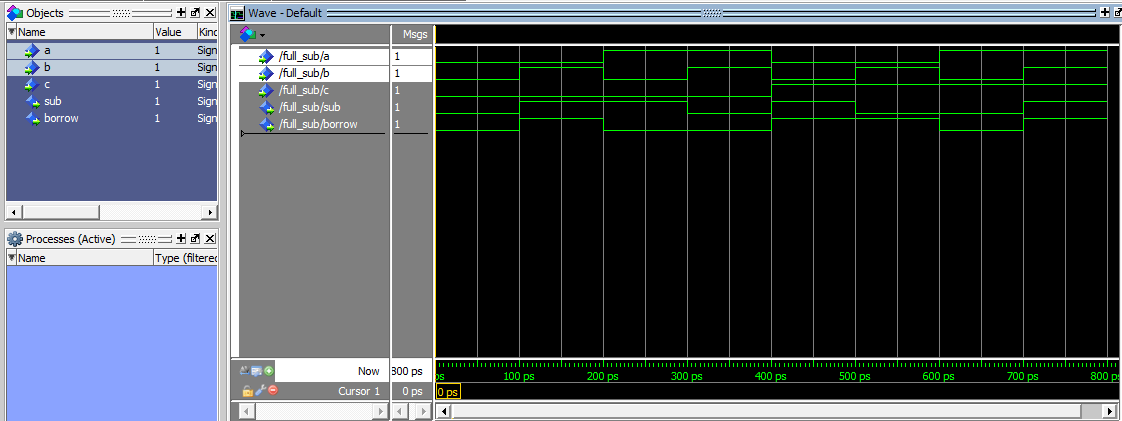 Objects
Name Value Kind
a 1 Sign
b 1 Sign
c 1 Sign
sub 1 Sign
borrow 1 Sign
Processes (Active)
Name Type (filtered
Wave - Default
Msgs
/full_sub/a 1
/full_sub/b 1
/full_sub/c 1
/full_sub/sub 1
/full_sub/borrow 1
Now 800 ps
ps 100 ps 200 ps 300 ps 400 ps 500 ps 600 ps 700 ps 800 ps
Cursor 1 0 ps
0 ps